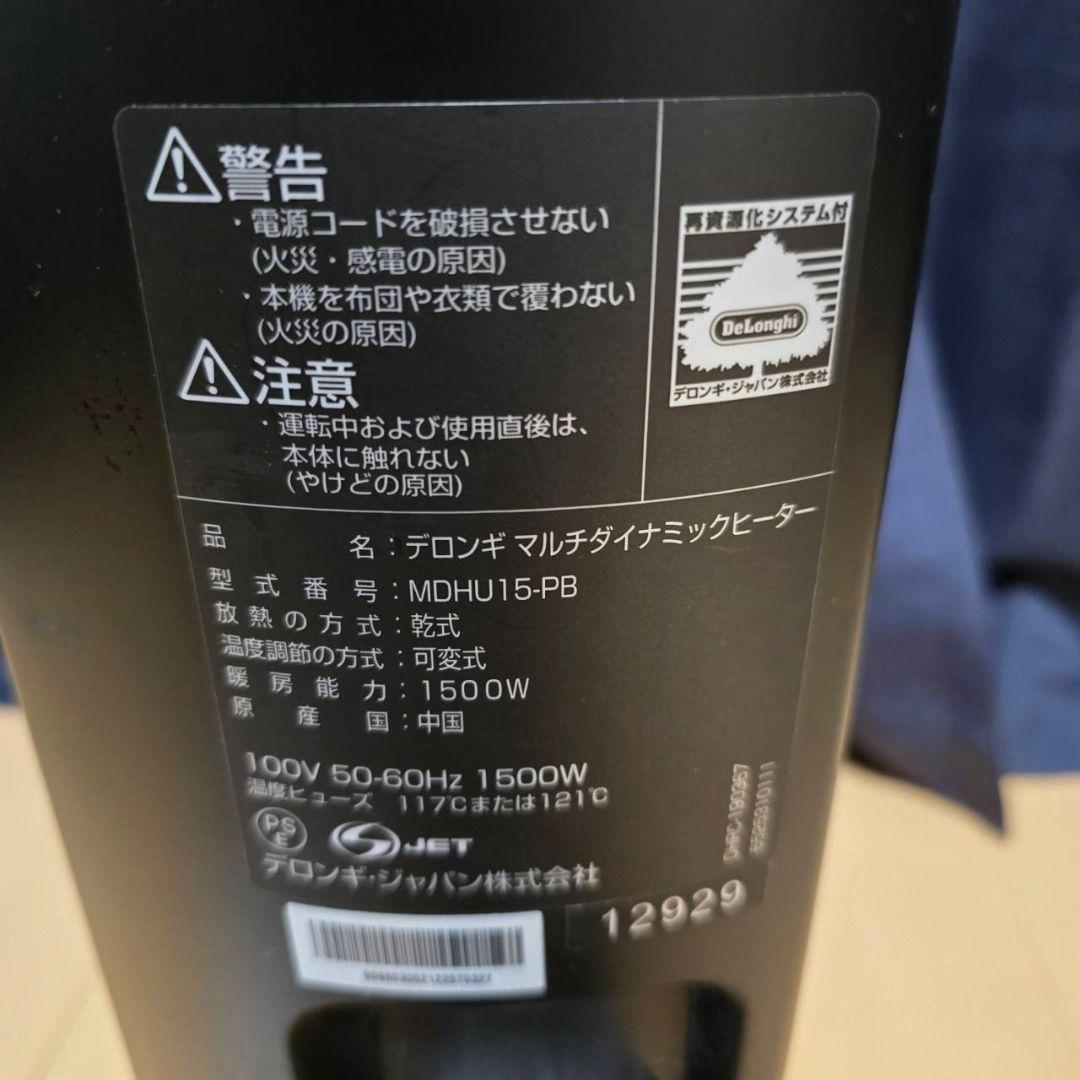 警告
・電源コードを破損させない
(火災・感電の原因)
・本機を布団や衣類で覆わない
(火災の原因)
注意
・運転中および使用直後は、
本体に触れない
(やけどの原因)
再資源化システム付
DeLonghi
デロンギ・ジャパン株式会社
品名：デロンギ マルチダイナミックヒーター
型式番号：MDHU15-PB
放熱の方式：乾式
温度調節の方式：可変式
暖房能力：1500W
原産国：中国
100V 50-60Hz 1500W
温度ヒューズ 117℃または121℃
PS
E
JET
デロンギ・ジャパン株式会社
12929